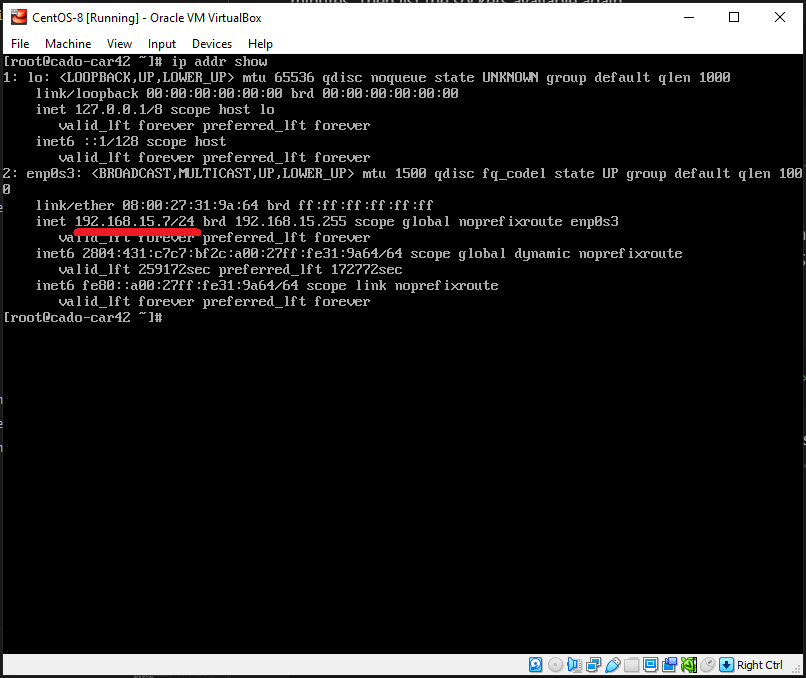 CentOS-8 [Running] - Oracle VM VirtualBox
File Machine View Input Devices Help
[root@cado-car42 ~]# ip addr show
1: lo: <LOOPBACK,UP,LOWER_UP> mtu 65536 qdisc noqueue state UNKNOWN group default qlen 1000
link/loopback 00:00:00:00:00:00 brd 00:00:00:00:00:00
inet 127.0.0.1/8 scope host lo
valid_lft forever preferred_lft forever
inet6 ::1/128 scope host
valid_lft forever preferred_lft forever
2: enp0s3: <BROADCAST,MULTICAST,UP,LOWER_UP> mtu 1500 qdisc fq_codel state UP group default qlen 100
0
link/ether 08:00:27:31:9a:64 brd ff:ff:ff:ff:ff:ff
inet 192.168.15.7/24 brd 192.168.15.255 scope global noprefixroute enp0s3
valid_lft forever preferred_lft forever
inet6 2804:431:c7c7:bf2c:a00:27ff:fe31:9a64/64 scope global dynamic noprefixroute
valid_lft 259172sec preferred_lft 172772sec
inet6 fe80::a00:27ff:fe31:9a64/64 scope link noprefixroute
valid_lft forever preferred_lft forever
[root@cado-car42 ~]#
Right Ctrl